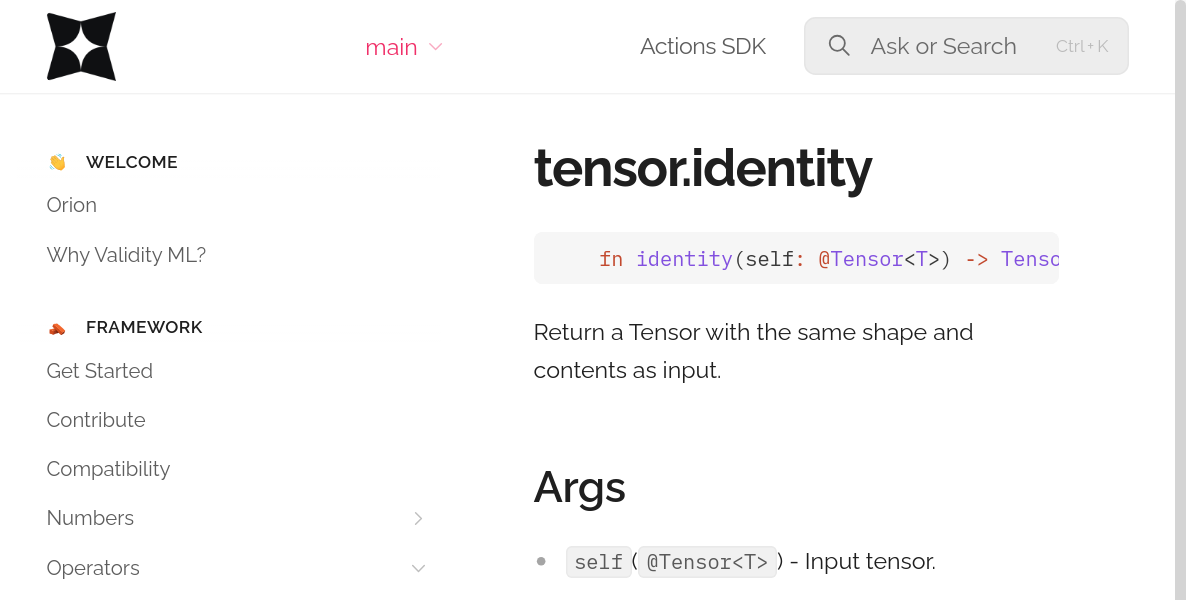 main
Actions SDK
Ask or Search
Ctrl+K
WELCOME
Orion
Why Validity ML?
FRAMEWORK
Get Started
Contribute
Compatibility
Numbers
Operators
tensor.identity
fn identity(self: @Tensor<T>) -> Tenso
Return a Tensor with the same shape and
contents as input.
Args
self(@Tensor<T>) - Input tensor.